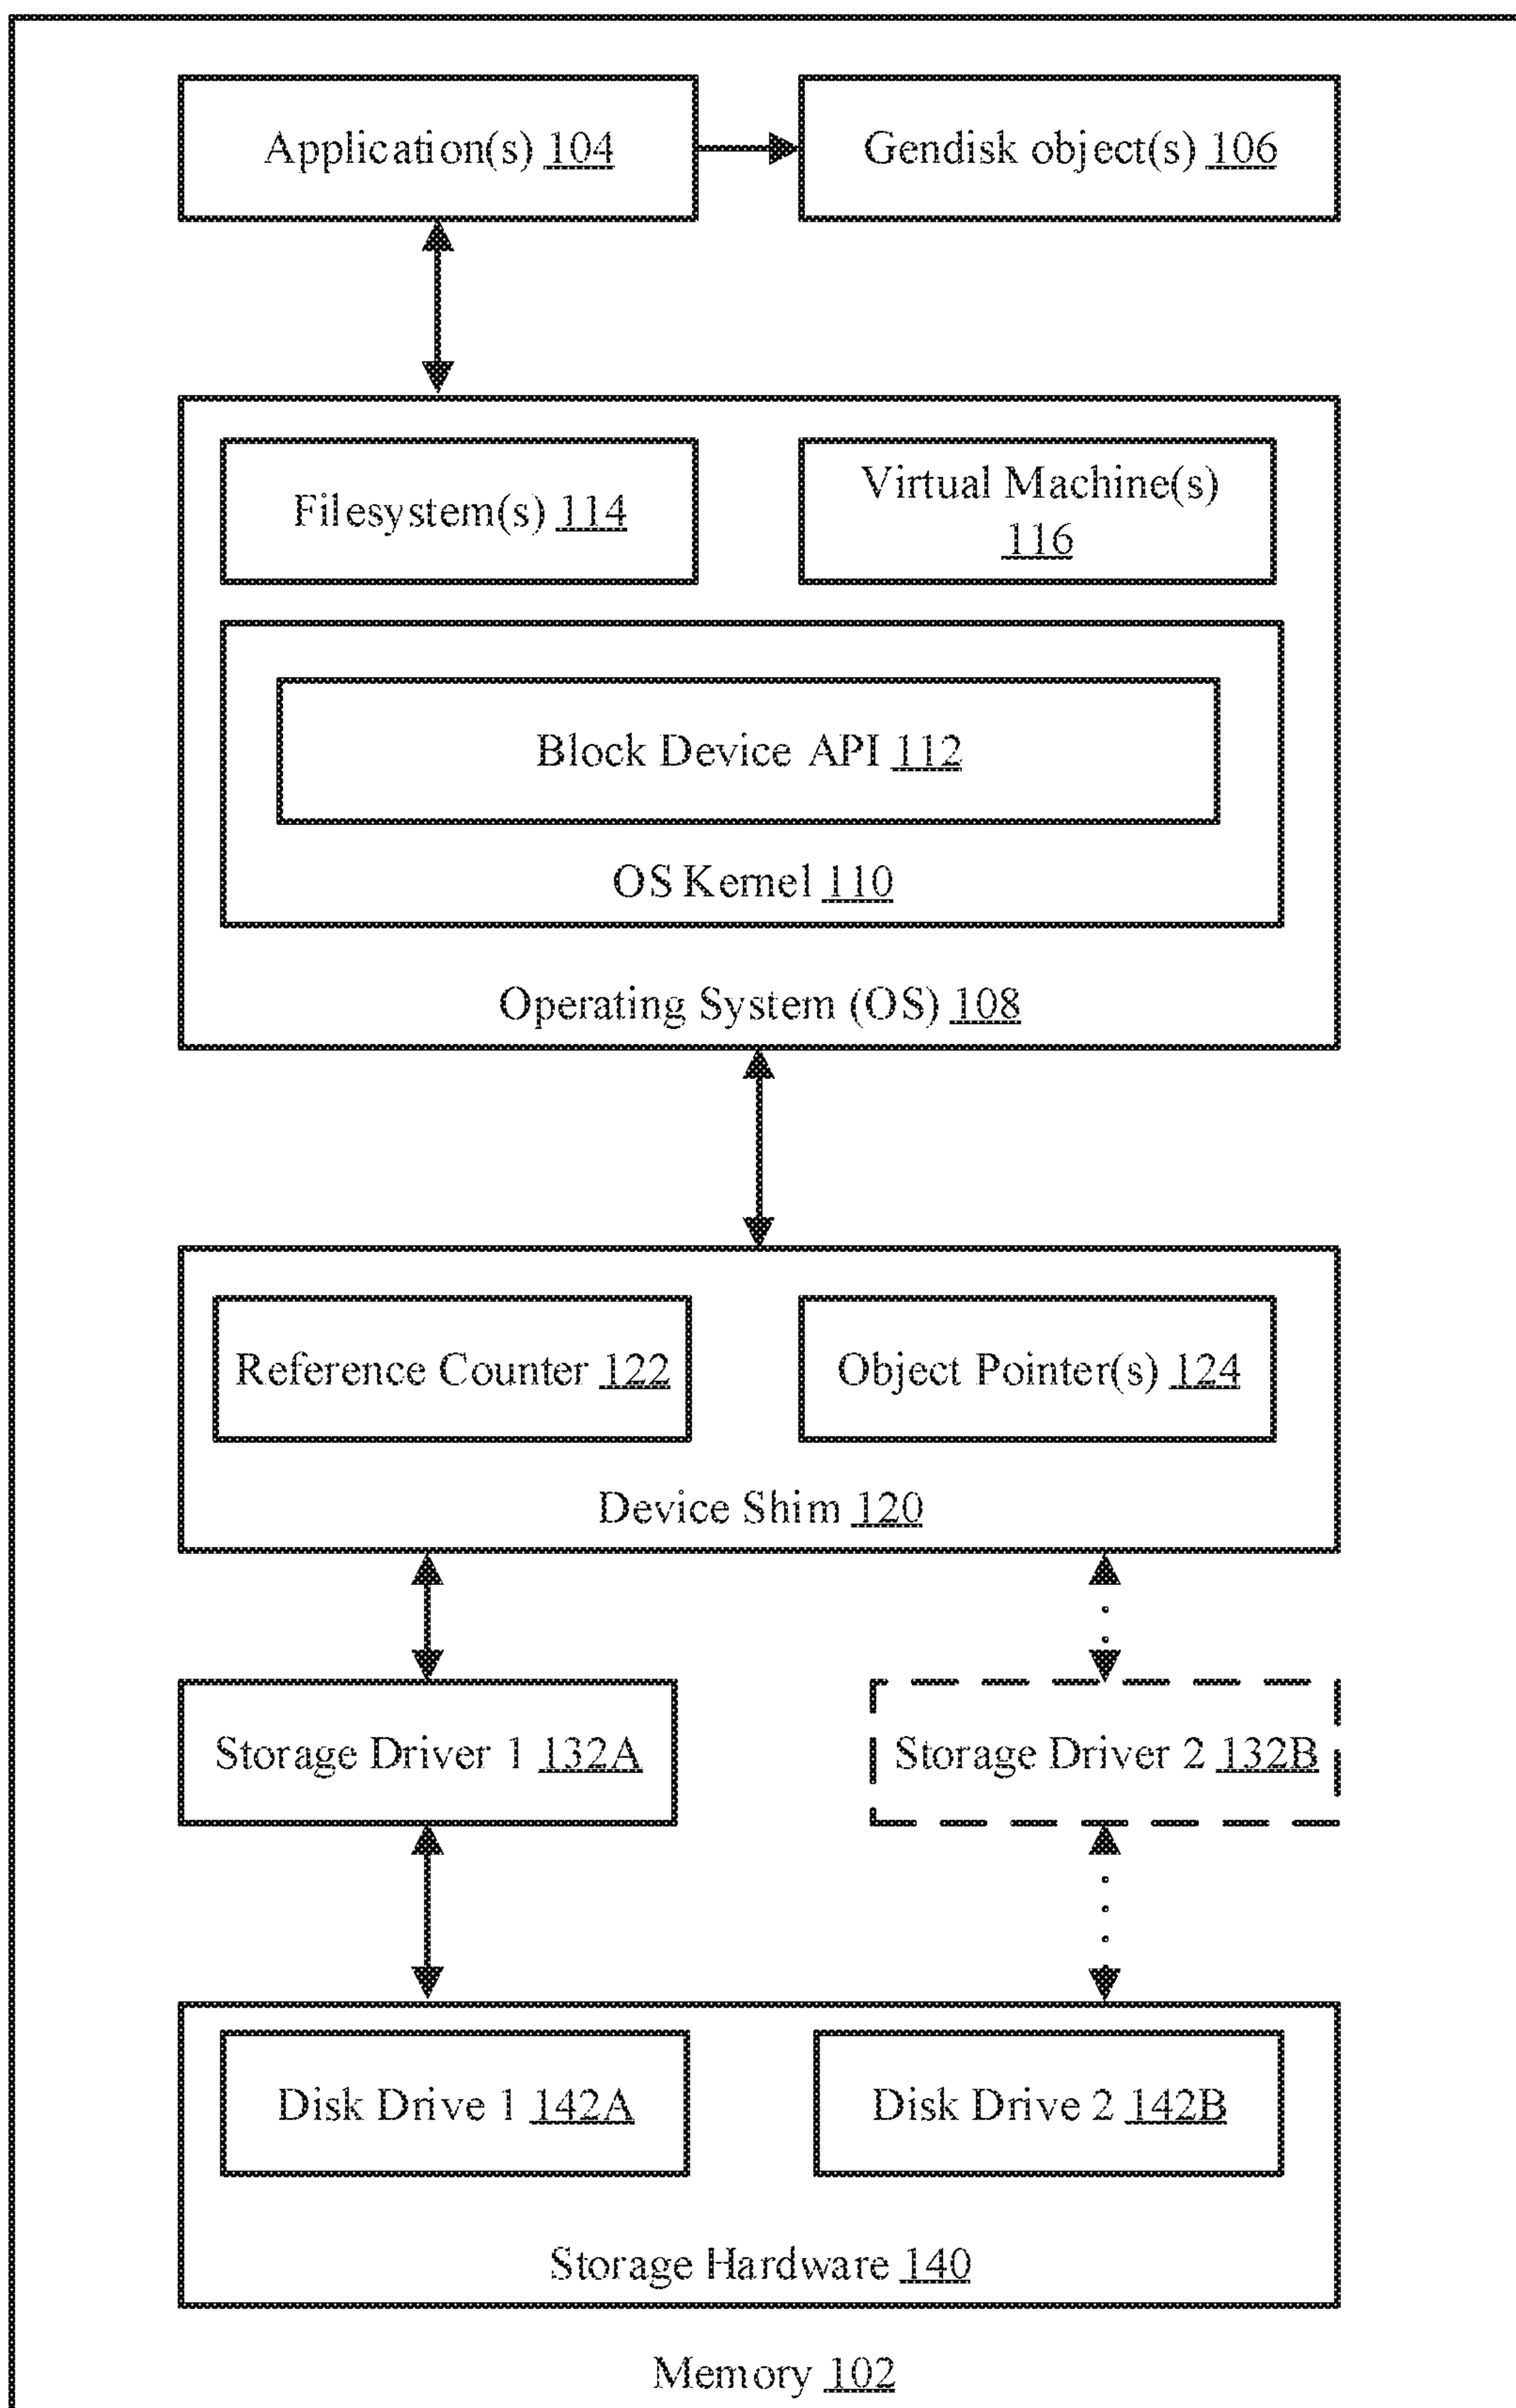 Application(s) 104
Gendisk object(s) 106
Filesystem(s) 114
Virtual Machine(s)
116
Block Device API 112
OS Kernel 110
Operating System (OS) 108
Reference Counter 122
Object Pointer(s) 124
Device Shim 120
Storage Driver 1 132A
Storage Driver 2 132B
Disk Drive 1 142A
Disk Drive 2 142B
Storage Hardware 140
Memory 102